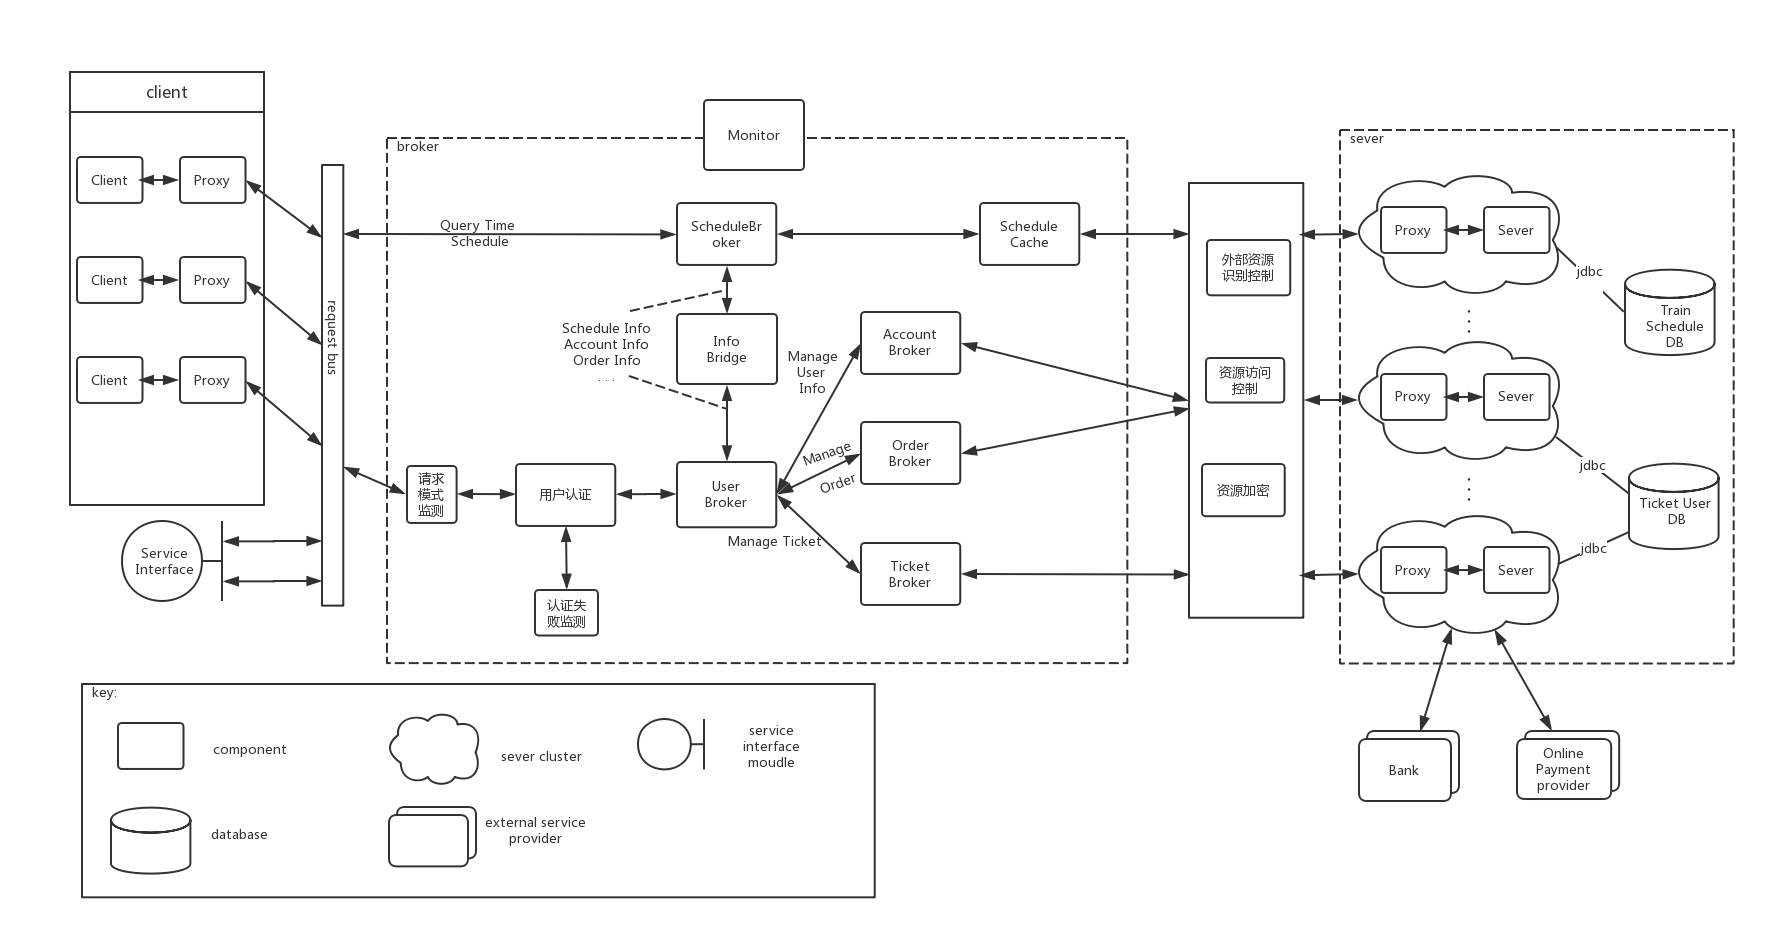 client
Client
Proxy
Client
Proxy
Client
Proxy
Service
Interface
request bus
broker
Monitor
Query Time
Schedule
ScheduleBr
oker
Schedule
Cache
Schedule Info
Account Info
Order Info
. . .
Info
Bridge
Manage
User
Info
Account
Broker
Manage
Order
Order
Broker
请求
模式
监测
用户认证
User
Broker
Manage Ticket
Ticket
Broker
认证失
败监测
外部资源
识别控制
资源访问
控制
资源加密
sever
Proxy
Sever
jdbc
Train
Schedule
DB
Proxy
Sever
jdbc
Ticket User
DB
Proxy
Sever
jdbc
Bank
Online
Payment
provider
key:
component
sever cluster
service
interface
moudle
database
external service
provider